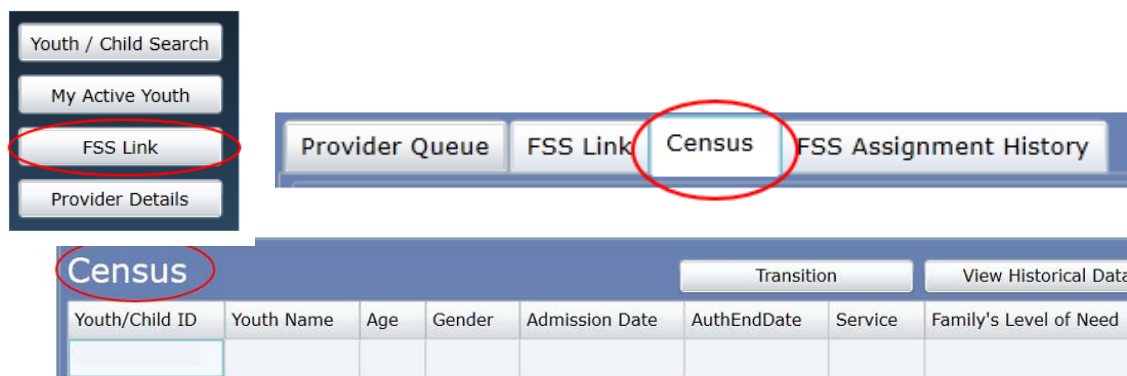 Youth / Child Search
My Active Youth
FSS Link
Provider Details
Provider Queue FSS Link Census FSS Assignment History
Census Transition View Historical Data
Youth/Child ID Youth Name Age Gender Admission Date AuthEndDate Service Family's Level of Need